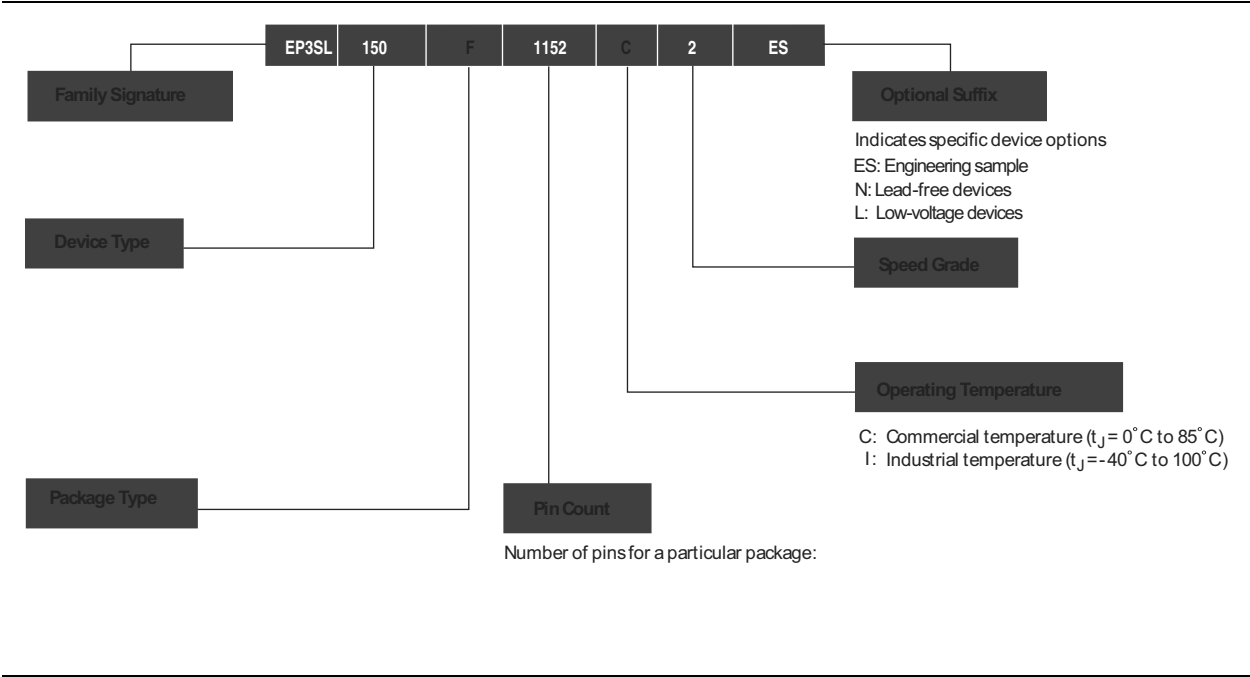 EP3SL 150 F 1152 C 2 ES
Family Signature
Optional Suffix
Indicates specific device options
ES: Engineering sample
N: Lead-free devices
L: Low-voltage devices
Device Type
Speed Grade
Operating Temperature
C: Commercial temperature (tJ = 0˚C to 85˚C)
I: Industrial temperature (tJ = -40˚C to 100˚C)
Package Type
Pin Count
Number of pins for a particular package: